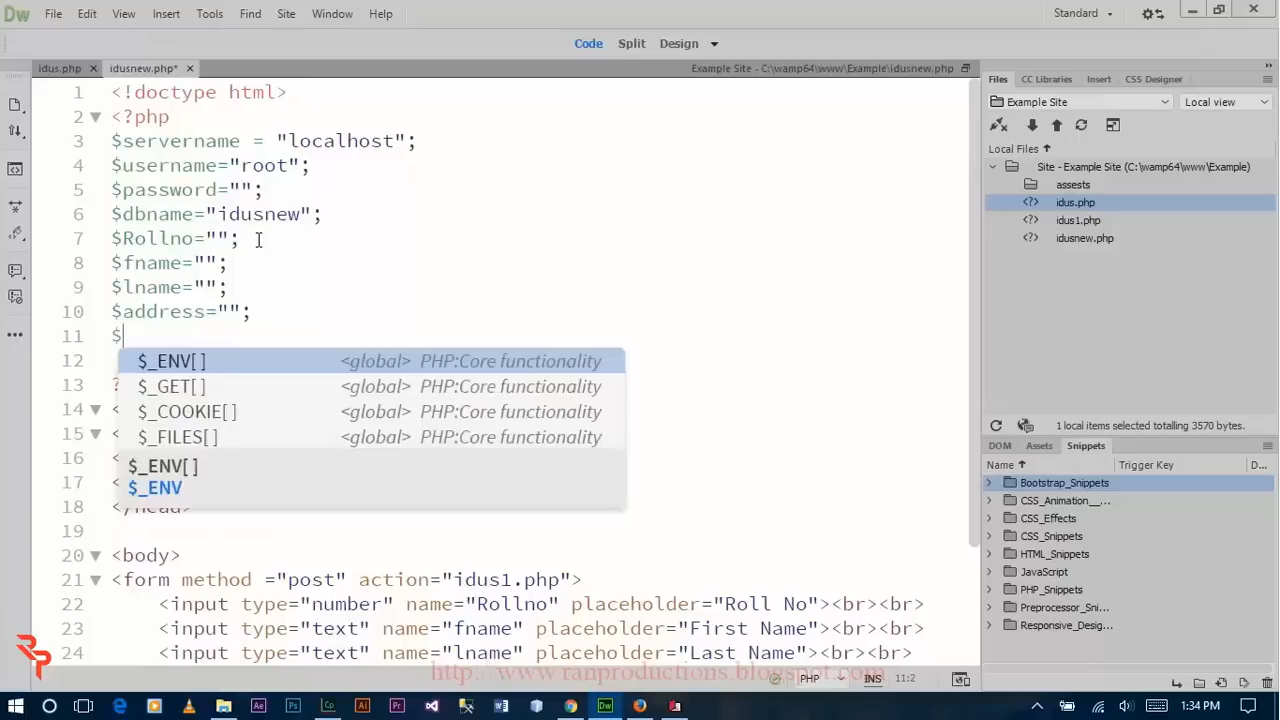 Dw File Edit View Insert Tools Find Site Window Help Standard
Code Split Design
idus.php × idusnew.php* × Example Site - C:\wamp64\www\Example\idusnew.php
1 <!doctype html>
2 <?php
3 $servername = "localhost";
4 $username="root";
5 $password="";
6 $dbname="idusnew";
7 $Rollno="";
8 $fname="";
9 $lname="";
10 $address="";
11 $
12
13 ?
14 <
15 <
16 <
17 <
18 </head>
19
20 <body>
21 <form method ="post" action="idus1.php">
22 <input type="number" name="Rollno" placeholder="Roll No"><br><br>
23 <input type="text" name="fname" placeholder="First Name"><br><br>
24 <input type="text" name="lname" placeholder="Last Name"><br><br>
$_ENV[] <global> PHP:Core functionality
$_GET[] <global> PHP:Core functionality
$_COOKIE[] <global> PHP:Core functionality
$_FILES[] <global> PHP:Core functionality
$_ENV[]
$_ENV
http://www.ranproductions.blogspot.com
PHP INS 11:2
Files CC Libraries Insert CSS Designer
Example Site Local view
Local Files
Site - Example Site (C:\wamp64\www\Example)
assests
idus.php
idus1.php
idusnew.php
1 local items selected totalling 3570 bytes.
DOM Assets Snippets
Name Trigger Key D...
Bootstrap_Snippets
CSS_Animation__...
CSS_Effects
CSS_Snippets
HTML_Snippets
JavaScript
PHP_Snippets
Preprocessor_Sni...
Responsive_Desig...
Ae Ps Cp Ai Pr Dw
1:34 PM